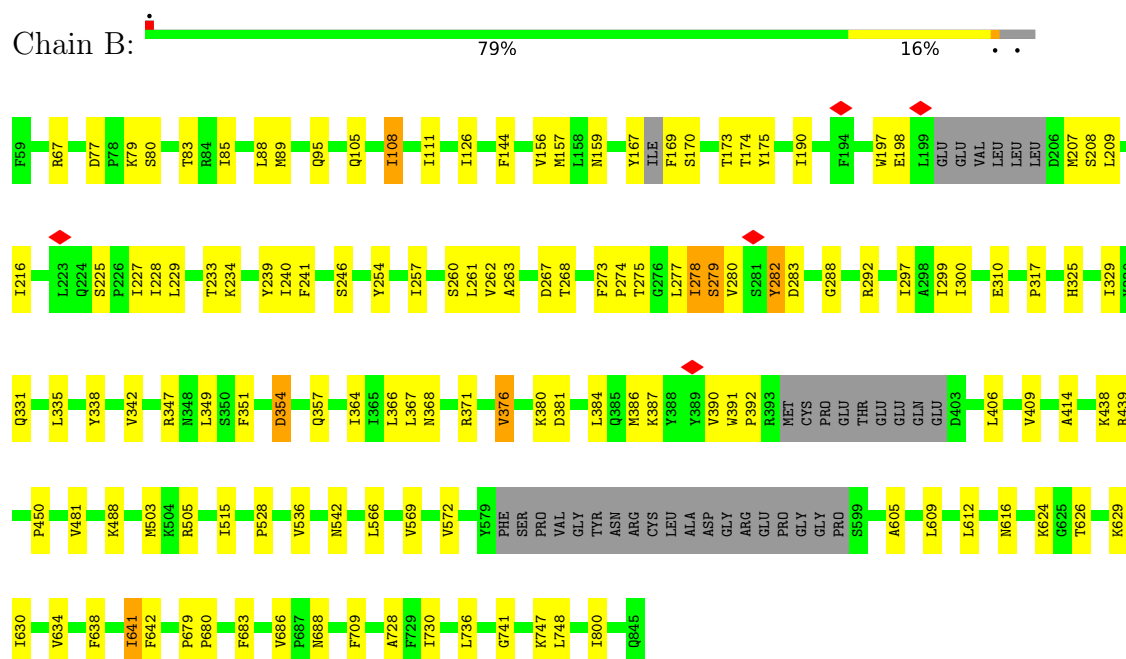 Chain B:
79% 16%
F59 R67 D77 P78 K79 S80 T83 R84 I85 L88 M89 Q95 Q105 I108 I111 I126 F144 V156 M157 L158 N159 Y167 ILE F169 S170 T173 T174 Y175 I190 F194 W197 E198 L199 GLU GLU VAL LEU LEU LEU D206 M207 S208 L209
I216 L223 Q224 S225 P226 I227 I228 L229 T233 K234 Y239 I240 F241 S246 Y254 I257 S260 L261 V262 A263 D267 T268 F273 P274 T275 G276 L277 I278 S279 V280 S281 Y282 D283 G288 R292 I297 A298 I299 I300 E310 P317 H325 I329
Q331 L335 Y338 V342 R347 N348 L349 S350 F351 D354 Q357 I364 I365 L366 L367 N368 R371 V376 K380 D381 L384 Q385 M386 K387 Y388 Y389 V390 W391 P392 R393 MET CYS PRO GLU THR GLU GLU GLN GLU D403 L406 V409 A414 K438 R439
P450 V481 K488 M503 K504 R505 I515 P528 V536 N542 L566 V569 V572 Y579 PHE SER PRO VAL GLY TYR ASN ARG CYS LEU ALA ASP GLY ARG GLU PRO GLY GLY PRO S599 A605 L609 L612 N616 K624 G625 T626 K629
I630 V634 F638 I641 F642 P679 P680 F683 V686 P687 N688 F709 A728 F729 I730 L736 G741 K747 L748 I800 Q845